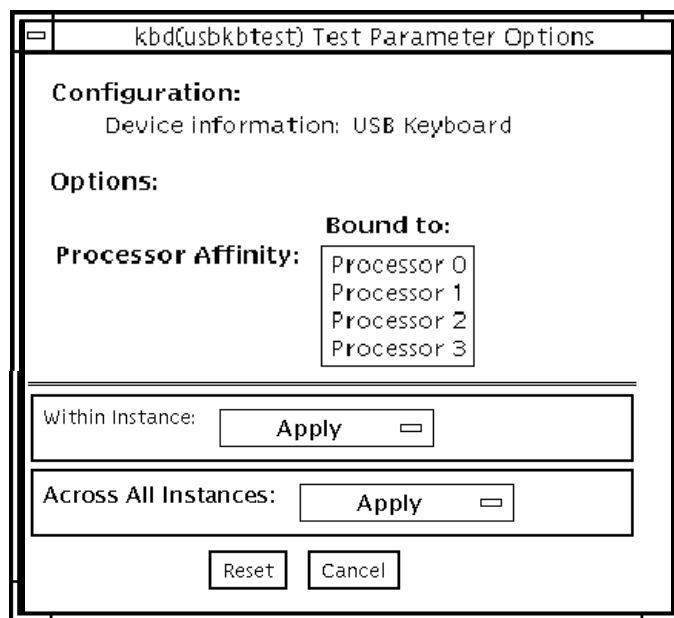 kbd(usbkbtest) Test Parameter Options
Configuration:
Device information: USB Keyboard
Options:
Bound to:
Processor Affinity:
Processor 0
Processor 1
Processor 2
Processor 3
Within Instance: Apply
Across All Instances: Apply
Reset Cancel